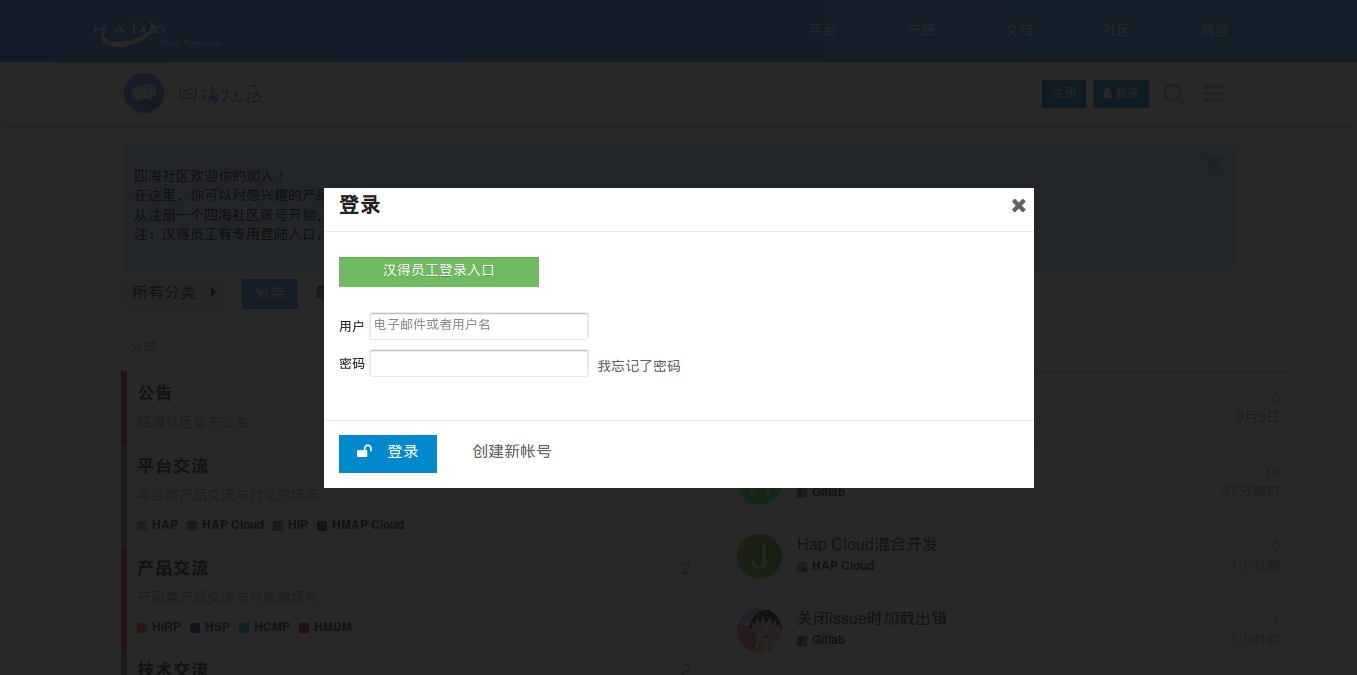 HAND
平台 产品 文档 社区 博客
四海社区
注册 登录
四海社区欢迎你的加入！
在这里，你可以对感兴趣的产品
从注册一个四海社区账号开始，
注：汉得员工有专用登陆入口，
登录
汉得员工登录入口
用户 电子邮件或者用户名
密码 我忘记了密码
登录 创建新帐号
所有分类 分类
分类
公告
四海社区官方公告
平台交流
平台类产品交流与讨论的场所
HAP HAP Cloud HIP HMAP Cloud
产品交流 2
产品类产品交流与讨论的场所
HIRP HSP HCMP HMDM
技术交流 2
0
9月9日
16
Gitlab 37分钟前
J
Hap Cloud混合开发 0
HAP Cloud 1小时前
关闭issue时加载出错 1
Gitlab 1小时前